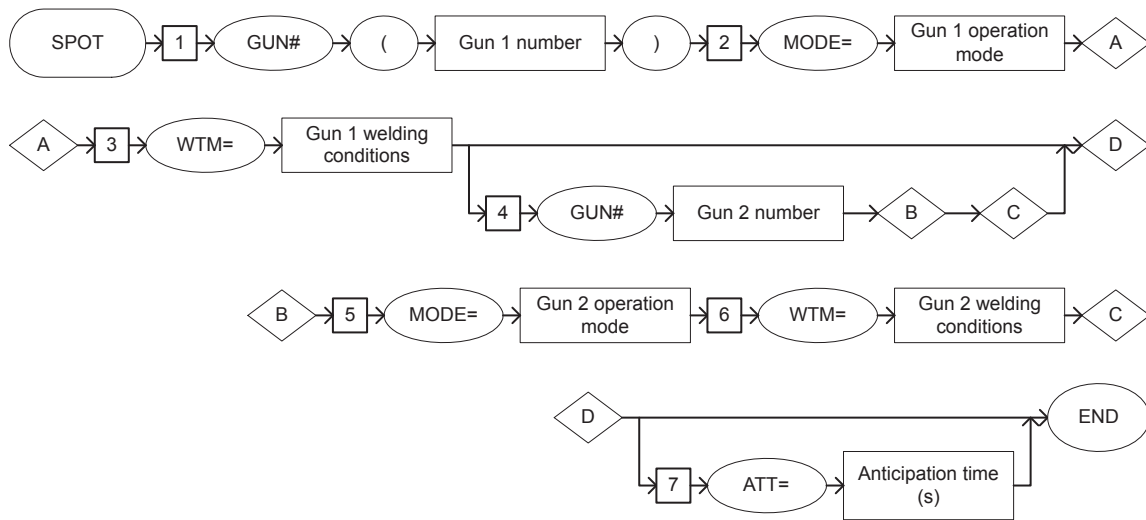 SPOT 1 GUN# ( Gun 1 number ) 2 MODE= Gun 1 operation
mode A
A 3 WTM= Gun 1 welding
conditions D
4 GUN# Gun 2 number B C
B 5 MODE= Gun 2 operation
mode 6 WTM= Gun 2 welding
conditions C
D END
7 ATT= Anticipation time
(s)